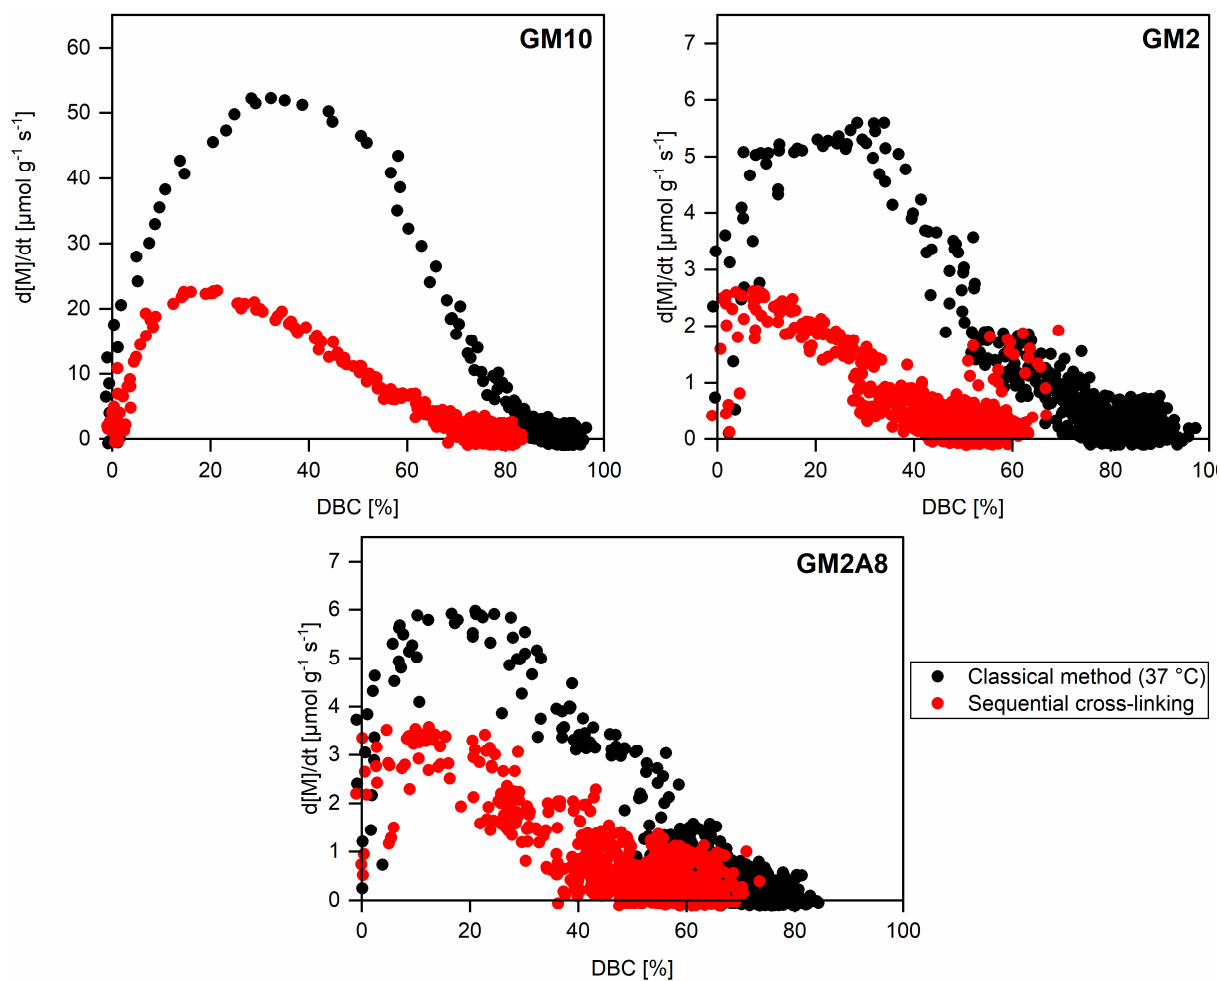 GM10
60
50
40
30
20
10
0
d[M]/dt [µmol g⁻¹ s⁻¹]
0 20 40 60 80 100
DBC [%]
GM2
7
6
5
4
3
2
1
0
d[M]/dt [µmol g⁻¹ s⁻¹]
0 20 40 60 80 10
DBC [%]
GM2A8
7
6
5
4
3
2
1
0
d[M]/dt [µmol g⁻¹ s⁻¹]
0 20 40 60 80 100
DBC [%]
Classical method (37 °C)
Sequential cross-linking